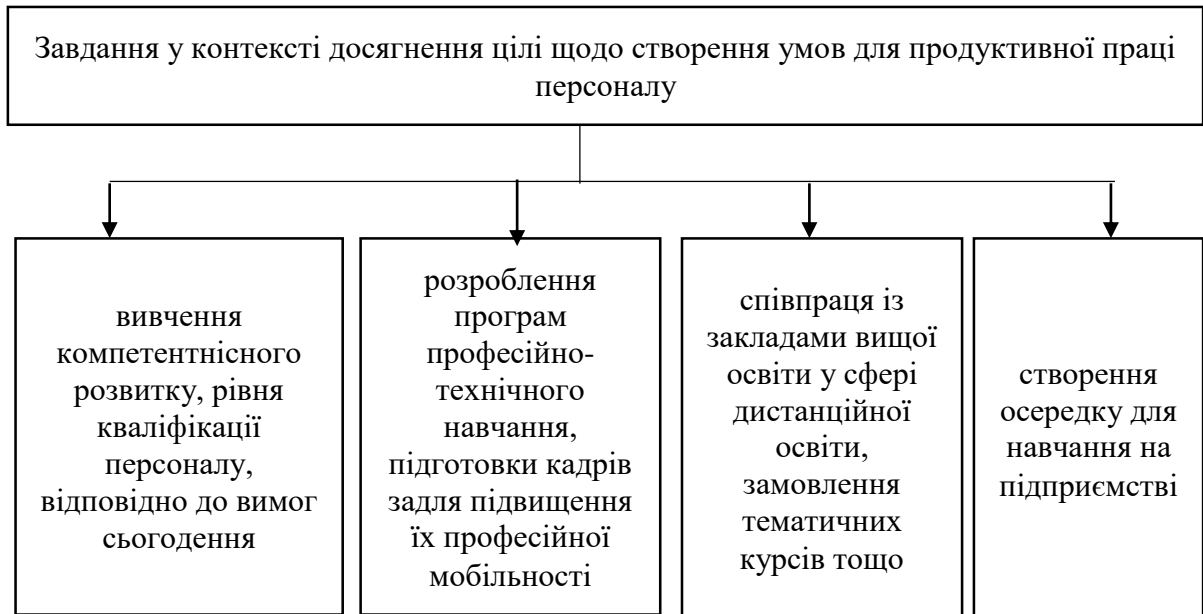 Завдання у контексті досягнення цілі щодо створення умов для продуктивної праці
персоналу
вивчення
компетентнісного
розвитку, рівня
кваліфікації
персоналу,
відповідно до вимог
сьогодення
розроблення
програм
професійно-
технічного
навчання,
підготовки кадрів
задля підвищення
їх професійної
мобільності
співпраця із
закладами вищої
освіти у сфері
дистанційної
освіти,
замовлення
тематичних
курсів тощо
створення
осередку для
навчання на
підприємстві